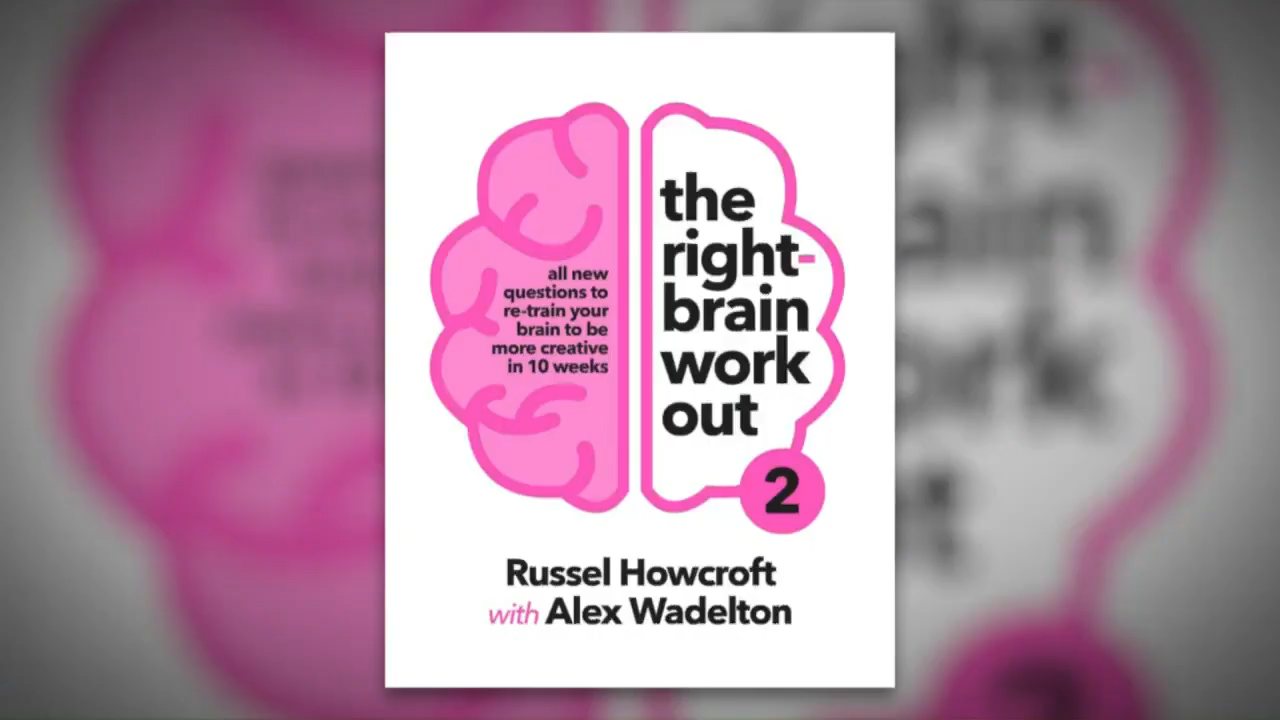 all new
questions to
re-train your
brain to be
more creative
in 10 weeks
the
right-
brain
work
out
2
Russel Howcroft
with Alex Wadelton